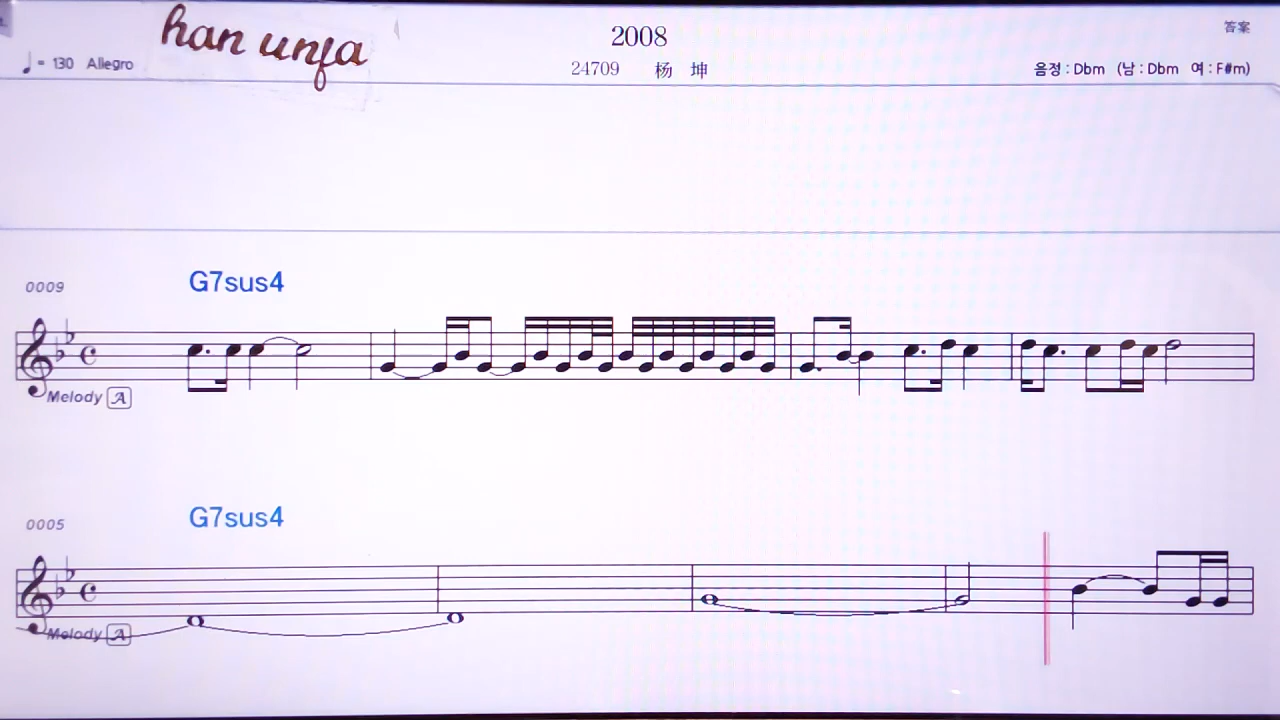 han unja
2008
答案
♩ = 130 Allegro
24709 杨 坤
음정 : Dbm (남 : Dbm 여 : F#m)
0009
G7sus4
Melody A
0005
G7sus4
Melody A